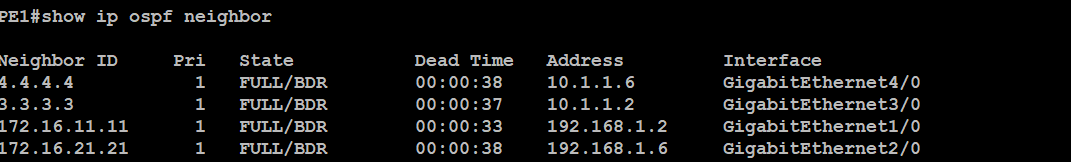 PE1#show ip ospf neighbor
Neighbor ID     Pri   State           Dead Time   Address         Interface
4.4.4.4           1   FULL/BDR        00:00:38    10.1.1.6        GigabitEthernet4/0
3.3.3.3           1   FULL/BDR        00:00:37    10.1.1.2        GigabitEthernet3/0
172.16.11.11      1   FULL/BDR        00:00:33    192.168.1.2     GigabitEthernet1/0
172.16.21.21      1   FULL/BDR        00:00:38    192.168.1.6     GigabitEthernet2/0